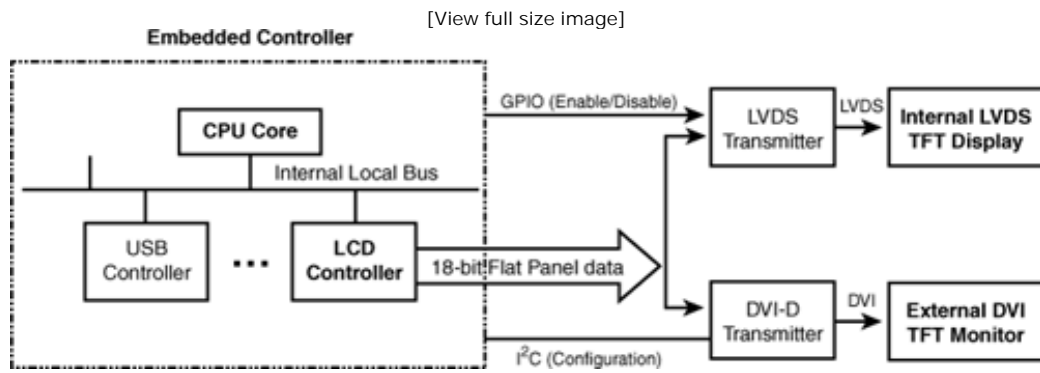 [View full size image]
Embedded Controller
CPU Core
Internal Local Bus
USB
Controller
LCD
Controller
18-bit Flat Panel data
GPIO (Enable/Disable)
I²C (Configuration)
LVDS
Transmitter
LVDS
Internal LVDS
TFT Display
DVI-D
Transmitter
DVI
External DVI
TFT Monitor